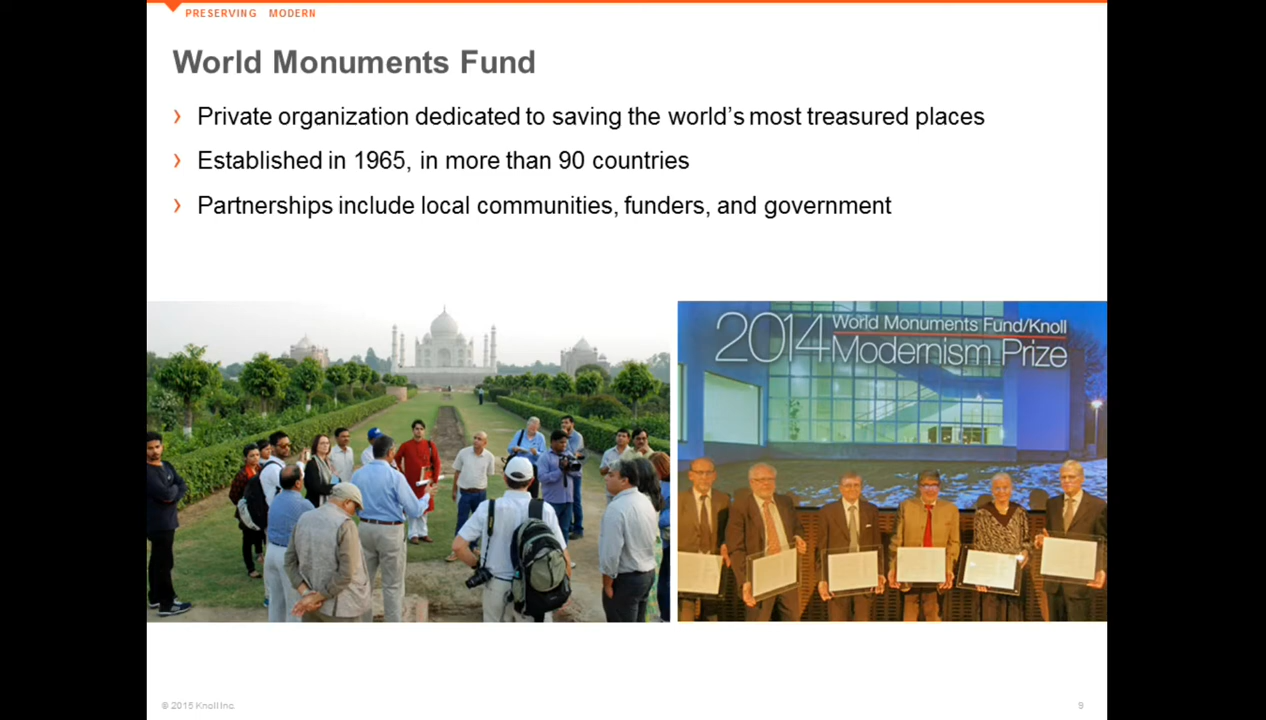 PRESERVING MODERN
World Monuments Fund
› Private organization dedicated to saving the world's most treasured places
› Established in 1965, in more than 90 countries
› Partnerships include local communities, funders, and government
2014 World Monuments Fund/Knoll
Modernism Prize
© 2015 Knoll Inc.
9